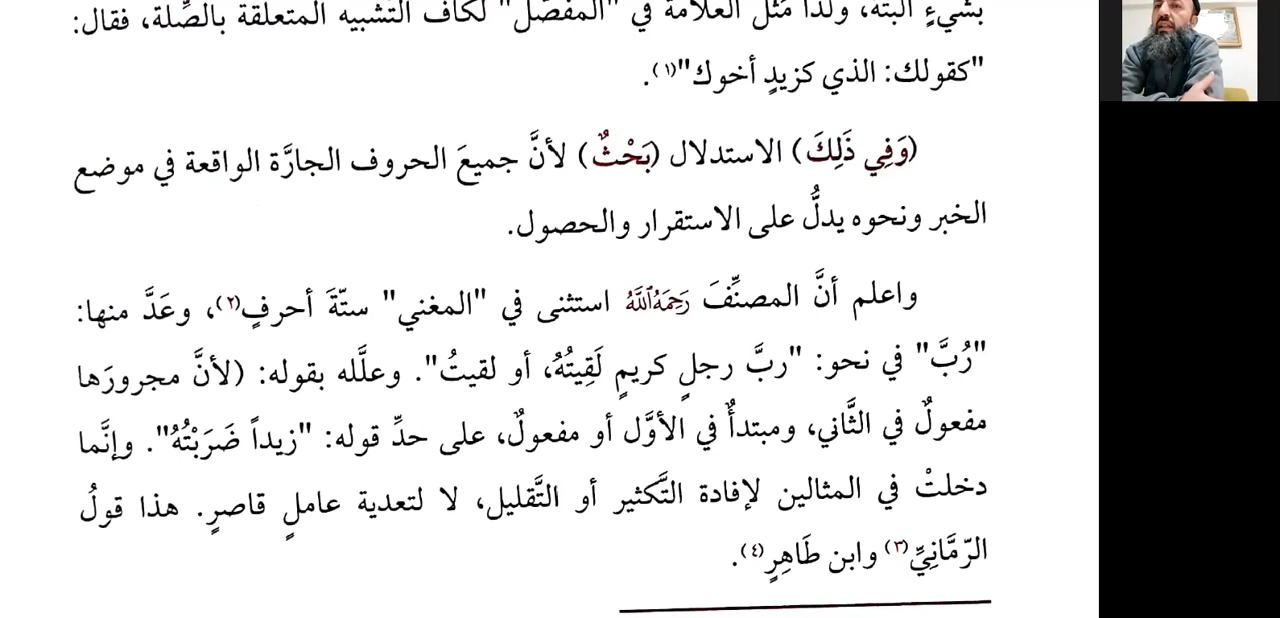 بشيءٍ البتة، ولذا مثَّل العلامة في "المفصَّل" لكاف التَّشبيه المتعلقة بالصِّلة، فقال:
"كقولك: الذي كزيدٍ أخوك"(١).
(وَفِي ذَلِكَ) الاستدلال (بَحْثٌ) لأنَّ جميعَ الحروف الجارَّة الواقعة في موضع
الخبر ونحوه يدلُّ على الاستقرار والحصول.
واعلم أنَّ المصنِّفَ رَحِمَهُ ٱللَّهُ استثنى في "المغني" ستّةَ أحرفٍ(٢)، وعَدَّ منها:
"رُبَّ" في نحو: "ربَّ رجلٍ كريمٍ لَقِيتُهُ، أو لقيتُ". وعلَّله بقوله: (لأنَّ مجرورَها
مفعولٌ في الثَّاني، ومبتدأٌ في الأوَّل أو مفعولٌ، على حدِّ قوله: "زيداً ضَرَبْتُهُ". وإنَّما
دخلتْ في المثالين لإفادة التَّكثير أو التَّقليل، لا لتعدية عاملٍ قاصرٍ. هذا قولُ
الرّمَّانِيِّ(٣) وابن طَاهِرٍ(٤).